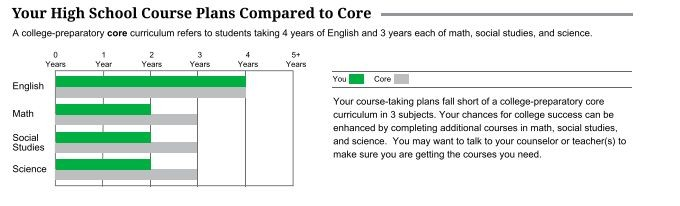 Your High School Course Plans Compared to Core
A college-preparatory core curriculum refers to students taking 4 years of English and 3 years each of math, social studies, and science.
0 1 2 3 4 5+
Years Year Years Years Years Years
English
Math
Social
Studies
Science
You Core
Your course-taking plans fall short of a college-preparatory core
curriculum in 3 subjects. Your chances for college success can be
enhanced by completing additional courses in math, social studies,
and science. You may want to talk to your counselor or teacher(s) to
make sure you are getting the courses you need.